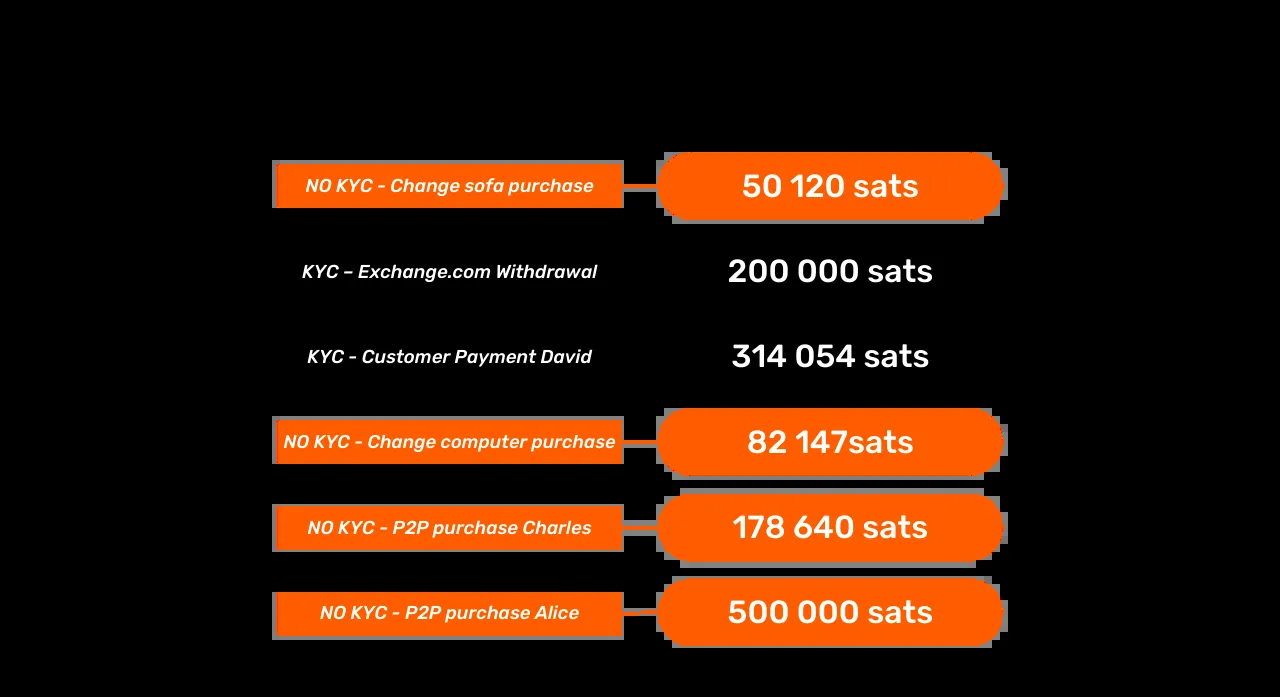 NO KYC - Change sofa purchase
50 120 sats
KYC – Exchange.com Withdrawal
200 000 sats
KYC - Customer Payment David
314 054 sats
NO KYC - Change computer purchase
82 147sats
NO KYC - P2P purchase Charles
178 640 sats
NO KYC - P2P purchase Alice
500 000 sats